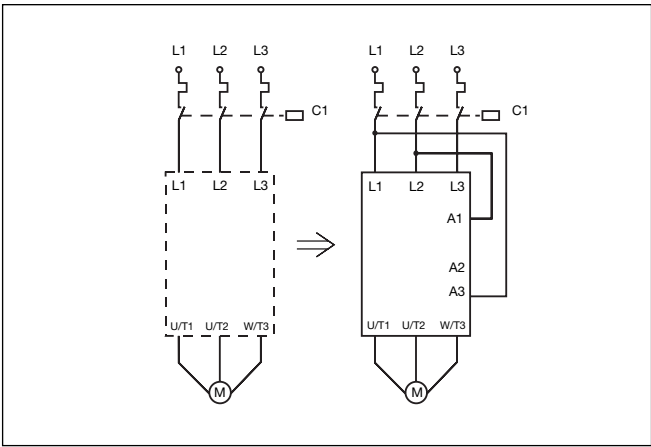 L1 L2 L3 L1 L2 L3
C1 C1
L1 L2 L3 L1 L2 L3
A1
A2
A3
U/T1 U/T2 W/T3 U/T1 U/T2 W/T3
M M